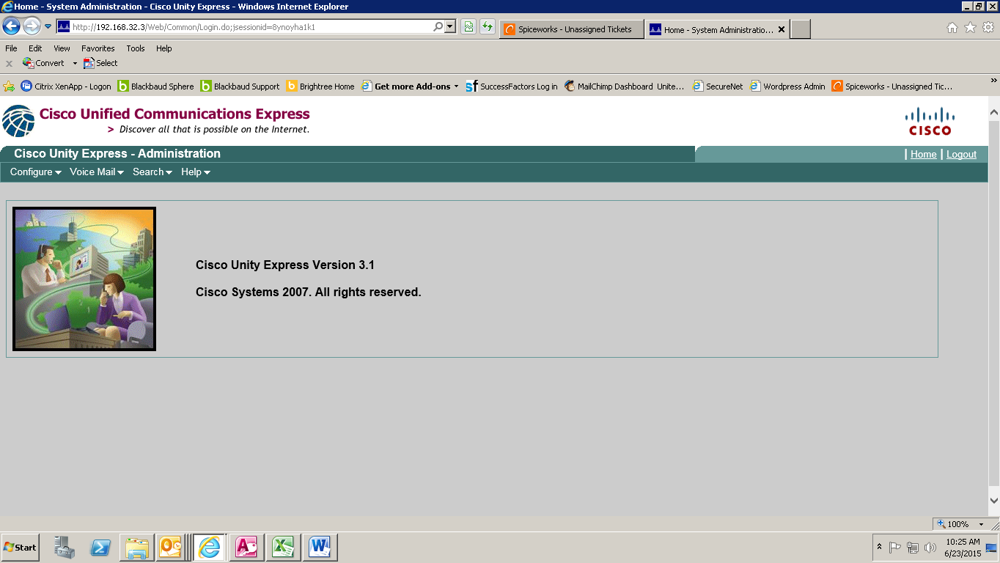 Home - System Administration - Cisco Unity Express - Windows Internet Explorer
http://192.168.32.3/Web/Common/Login.do;jsessionid=8ynoyha1k1
Spiceworks - Unassigned Tickets
Home - System Administratio...
File Edit View Favorites Tools Help
Convert Select
Citrix XenApp - Logon Blackbaud Sphere Blackbaud Support Brightree Home Get more Add-ons SuccessFactors Log in MailChimp Dashboard Unite... SecureNet Wordpress Admin Spiceworks - Unassigned Tic...
Cisco Unified Communications Express
> Discover all that is possible on the Internet.
CISCO
Cisco Unity Express - Administration
| Home | Logout
Configure Voice Mail Search Help
Cisco Unity Express Version 3.1
Cisco Systems 2007. All rights reserved.
100%
Start
10:25 AM
6/23/2015